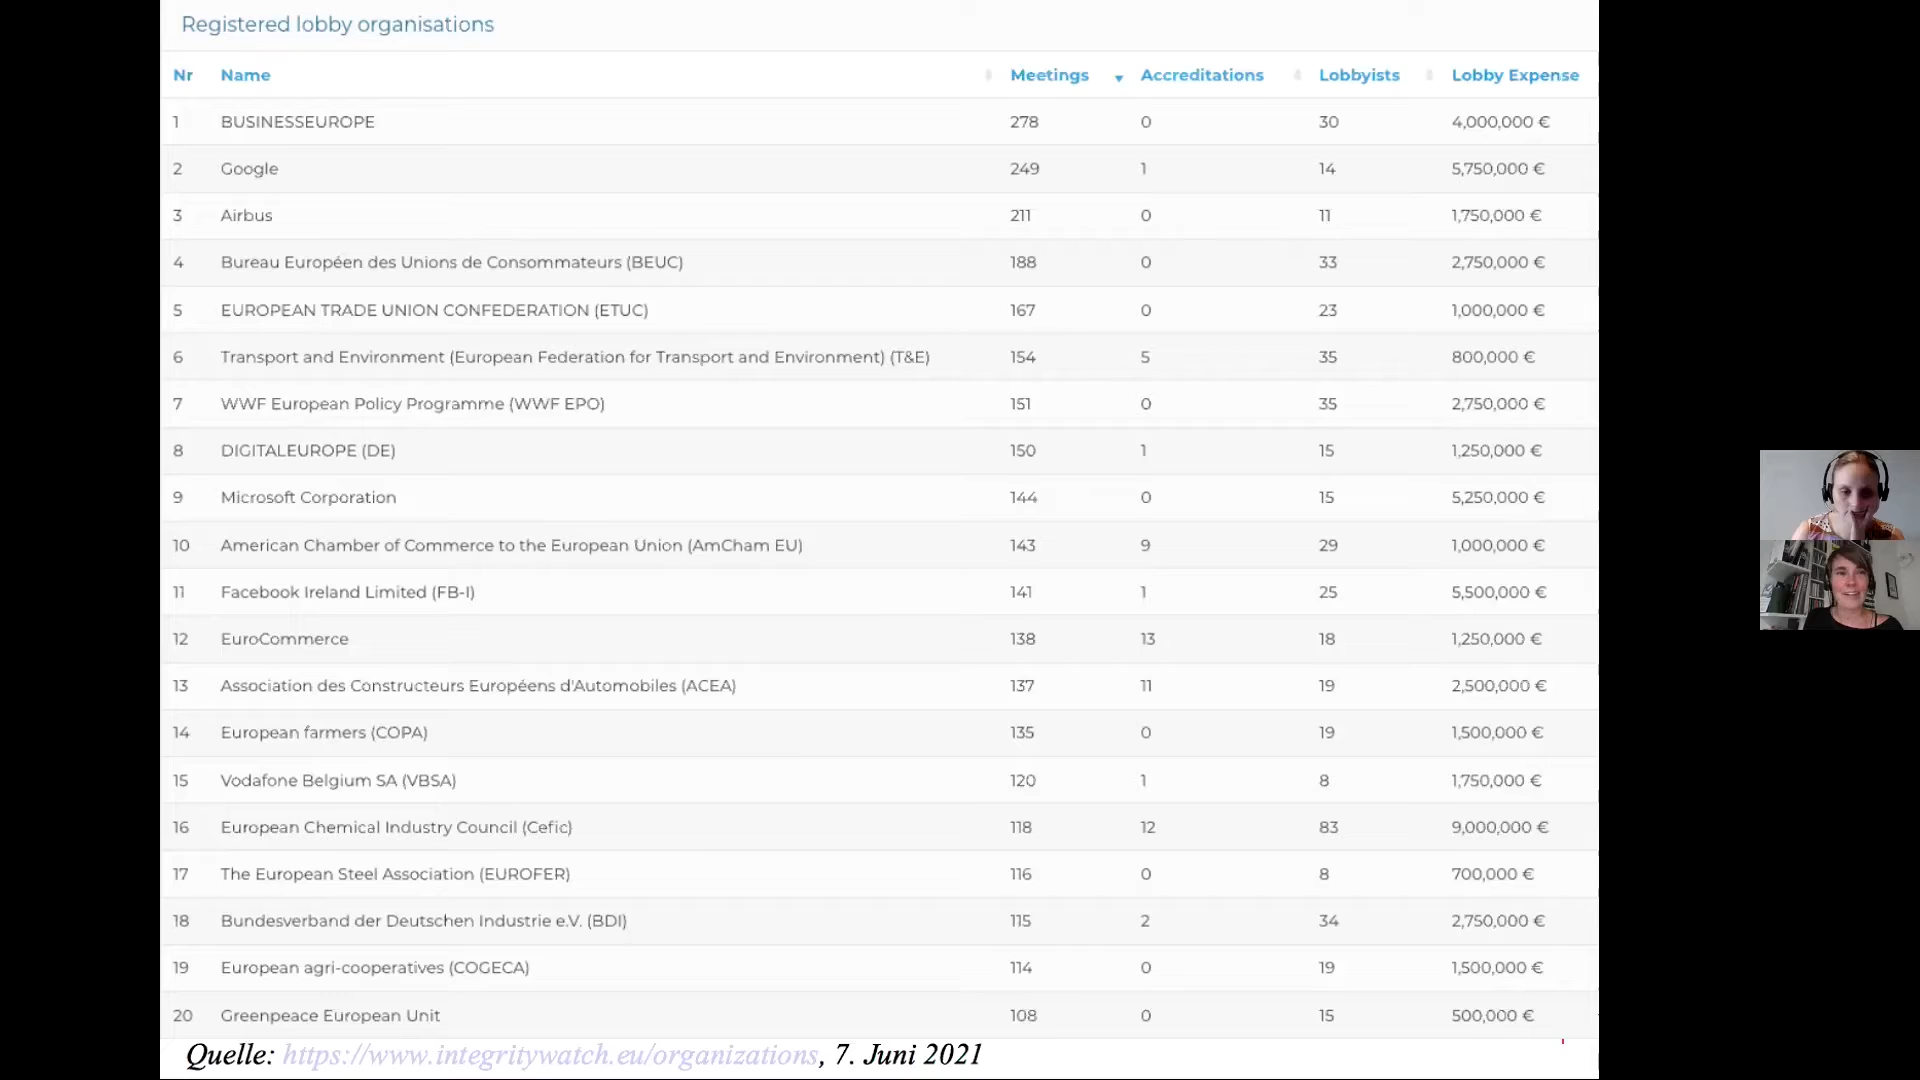 Registered lobby organisations
Nr Name Meetings Accreditations Lobbyists Lobby Expense
1 BUSINESSEUROPE 278 0 30 4,000,000 €
2 Google 249 1 14 5,750,000 €
3 Airbus 211 0 11 1,750,000 €
4 Bureau Européen des Unions de Consommateurs (BEUC) 188 0 33 2,750,000 €
5 EUROPEAN TRADE UNION CONFEDERATION (ETUC) 167 0 23 1,000,000 €
6 Transport and Environment (European Federation for Transport and Environment) (T&E) 154 5 35 800,000 €
7 WWF European Policy Programme (WWF EPO) 151 0 35 2,750,000 €
8 DIGITALEUROPE (DE) 150 1 15 1,250,000 €
9 Microsoft Corporation 144 0 15 5,250,000 €
10 American Chamber of Commerce to the European Union (AmCham EU) 143 9 29 1,000,000 €
11 Facebook Ireland Limited (FB-I) 141 1 25 5,500,000 €
12 EuroCommerce 138 13 18 1,250,000 €
13 Association des Constructeurs Européens d'Automobiles (ACEA) 137 11 19 2,500,000 €
14 European farmers (COPA) 135 0 19 1,500,000 €
15 Vodafone Belgium SA (VBSA) 120 1 8 1,750,000 €
16 European Chemical Industry Council (Cefic) 118 12 83 9,000,000 €
17 The European Steel Association (EUROFER) 116 0 8 700,000 €
18 Bundesverband der Deutschen Industrie e.V. (BDI) 115 2 34 2,750,000 €
19 European agri-cooperatives (COGECA) 114 0 19 1,500,000 €
20 Greenpeace European Unit 108 0 15 500,000 €
Quelle: https://www.integritywatch.eu/organizations, 7. Juni 2021